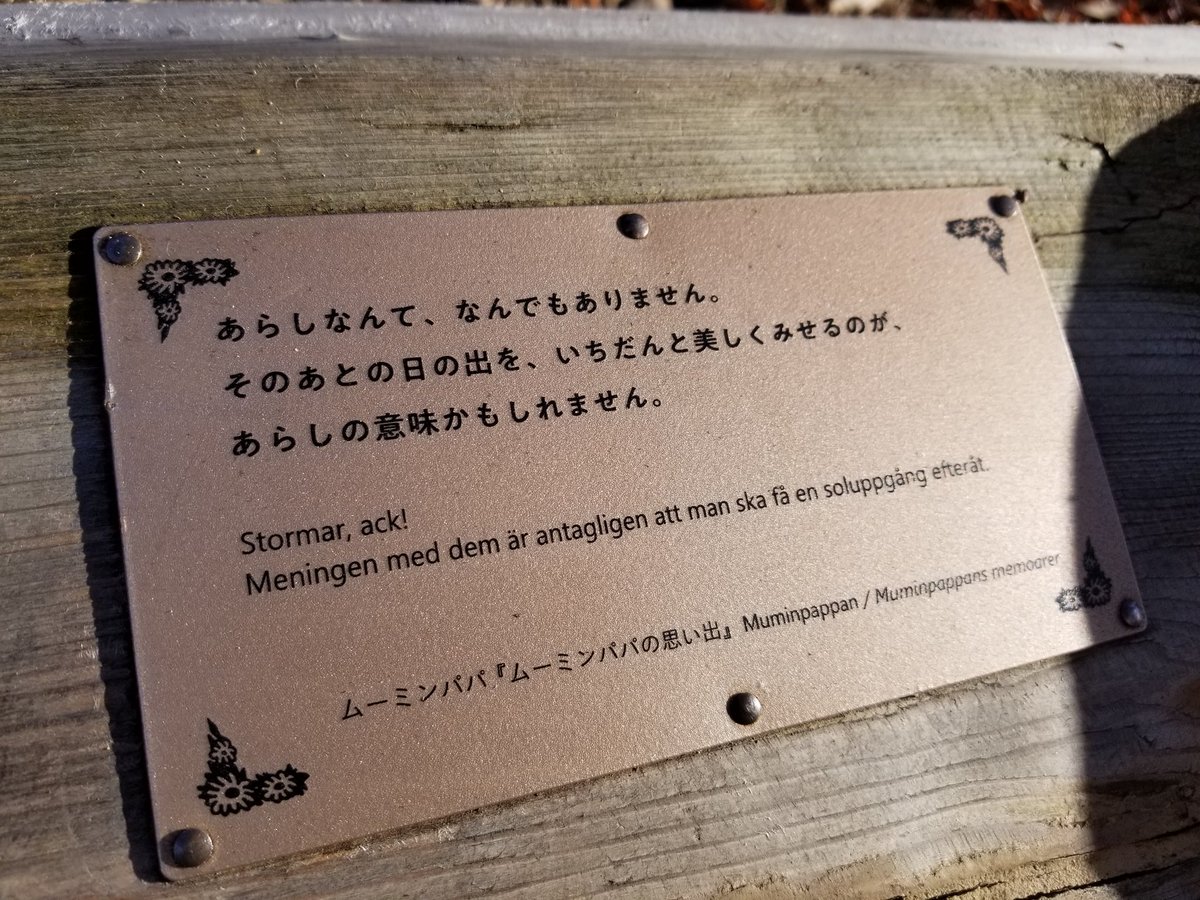 あらしなんて、なんでもありません。
そのあとの日の出を、いちだんと美しくみせるのが、
あらしの意味かもしれません。
Stormar, ack!
Meningen med dem är antagligen att man ska få en soluppgång efteråt.
ムーミンパパ『ムーミンパパの思い出』 Muminpappan / Muminpappans memoarer